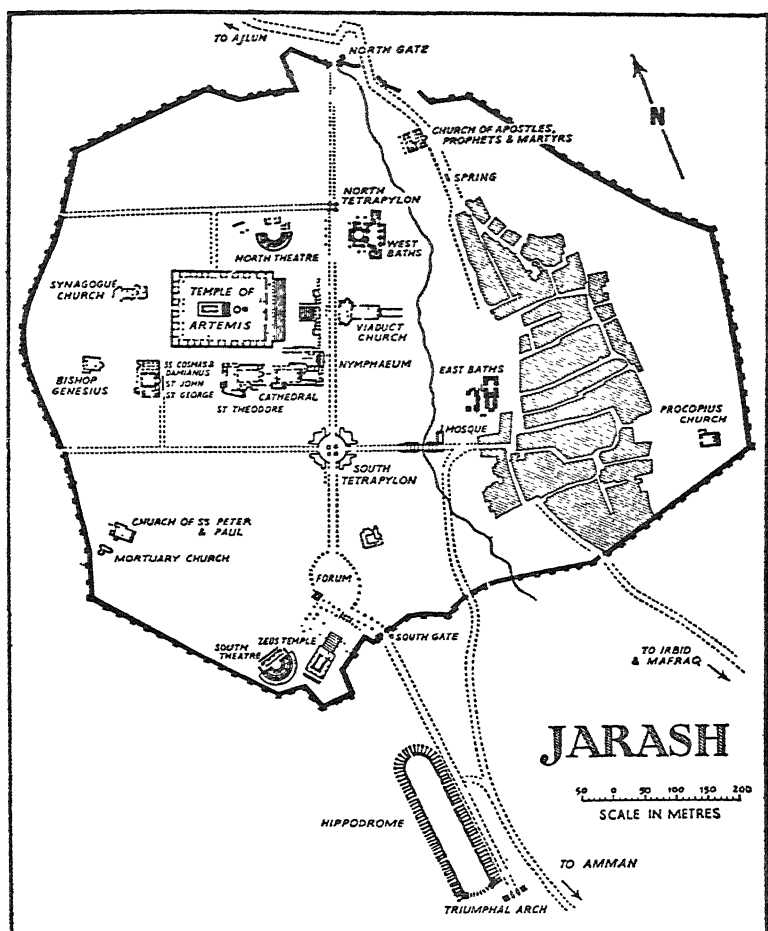 TO AJLUN
NORTH GATE
N
CHURCH OF APOSTLES,
PROPHETS & MARTYRS
SPRING
NORTH
TETRAPYLON
NORTH THEATRE
WEST
BATHS
SYNAGOGUE
CHURCH
TEMPLE OF
ARTEMIS
VIADUCT
CHURCH
NYMPHAEUM
BISHOP
GENESIUS
SS COSMAS &
DAMIANUS
ST JOHN
ST GEORGE
CATHEDRAL
ST THEODORE
EAST BATHS
MOSQUE
PROCOPIUS
CHURCH
SOUTH
TETRAPYLON
CHURCH OF SS PETER
& PAUL
MORTUARY CHURCH
FORUM
ZEUS TEMPLE
SOUTH
THEATRE
SOUTH GATE
TO IRBID
& MAFRAQ
JARASH
50 0 50 100 150 200
SCALE IN METRES
HIPPODROME
TO AMMAN
TRIUMPHAL ARCH